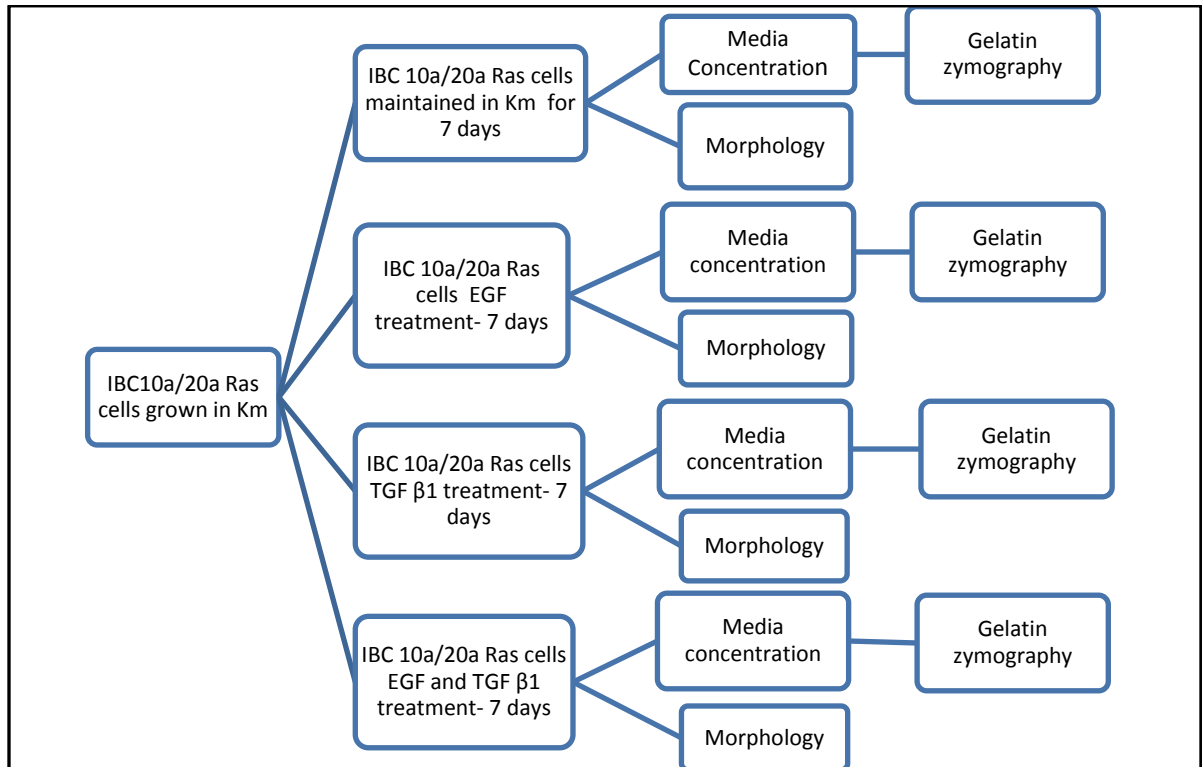 IBC10a/20a Ras
cells grown in Km
IBC 10a/20a Ras cells
maintained in Km for
7 days
Media
Concentration
Gelatin
zymography
Morphology
IBC 10a/20a Ras
cells EGF
treatment- 7 days
Media
concentration
Gelatin
zymography
Morphology
IBC 10a/20a Ras cells
TGF β1 treatment- 7
days
Media
concentration
Gelatin
zymography
Morphology
IBC 10a/20a Ras cells
EGF and TGF β1
treatment- 7 days
Media
concentration
Gelatin
zymography
Morphology